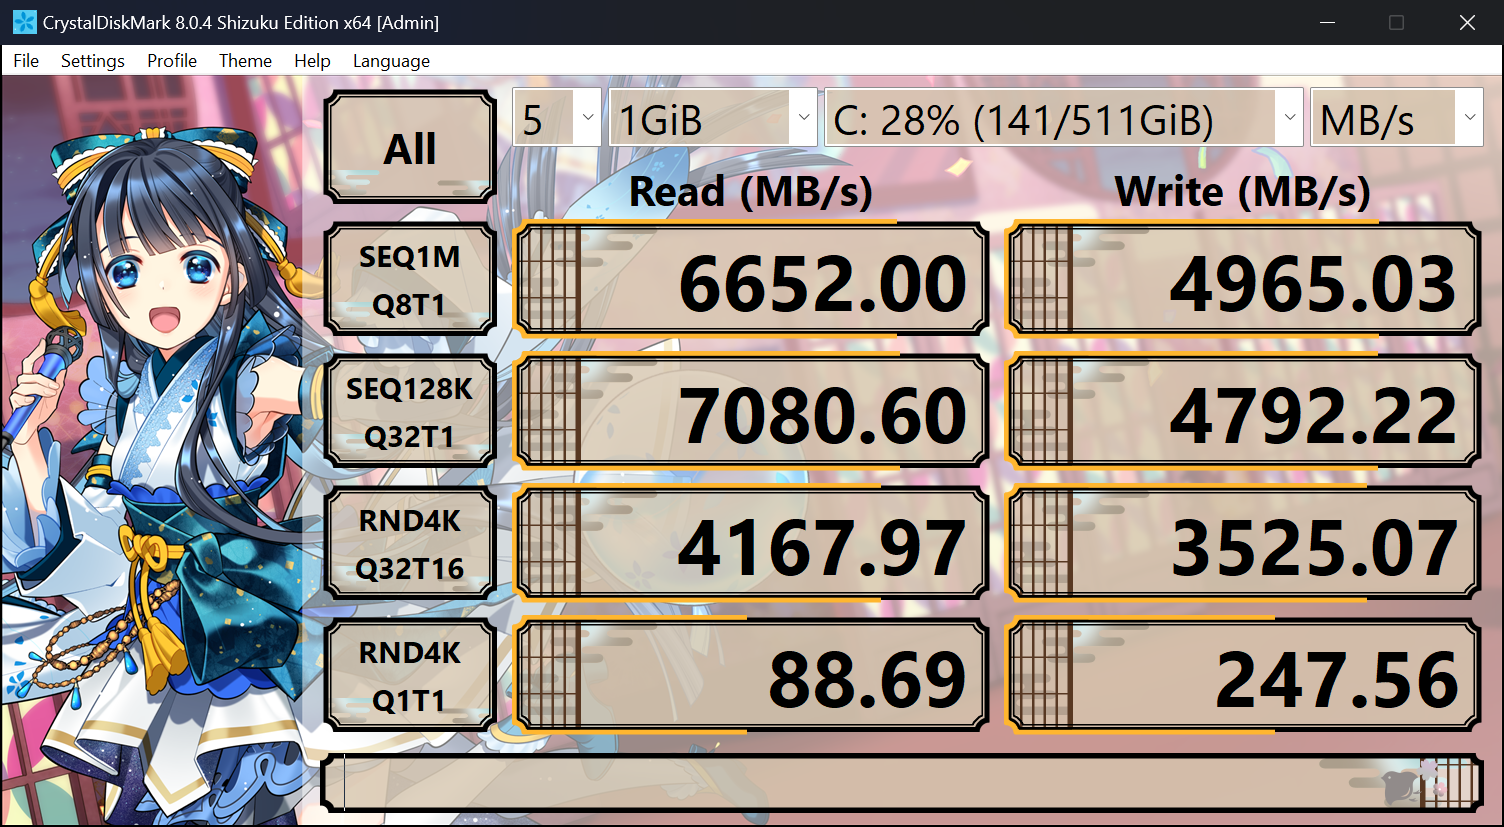 CrystalDiskMark 8.0.4 Shizuku Edition x64 [Admin]
File Settings Profile Theme Help Language
All
5 1GiB C: 28% (141/511GiB) MB/s
Read (MB/s) Write (MB/s)
SEQ1M
Q8T1
6652.00 4965.03
SEQ128K
Q32T1
7080.60 4792.22
RND4K
Q32T16
4167.97 3525.07
RND4K
Q1T1
88.69 247.56